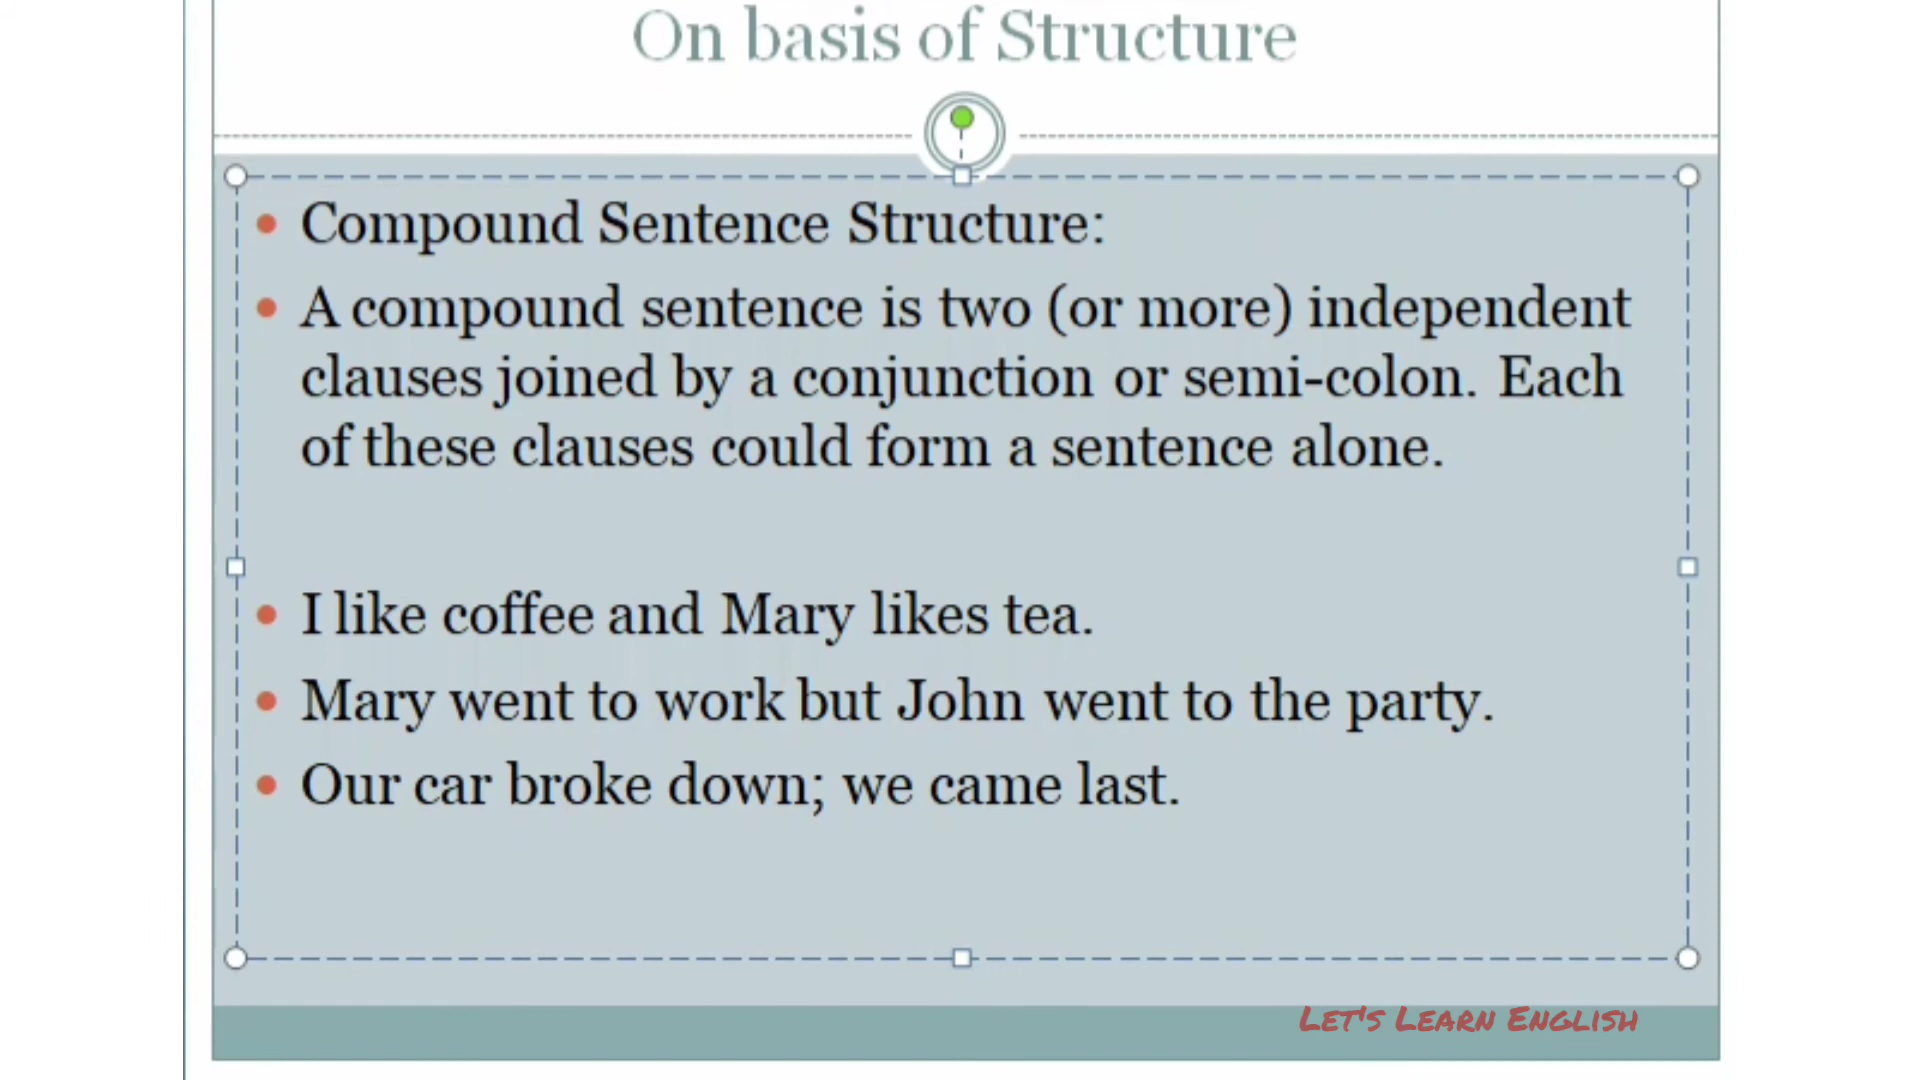 On basis of Structure
Compound Sentence Structure:
A compound sentence is two (or more) independent
clauses joined by a conjunction or semi-colon. Each
of these clauses could form a sentence alone.
I like coffee and Mary likes tea.
Mary went to work but John went to the party.
Our car broke down; we came last.
Let's Learn English